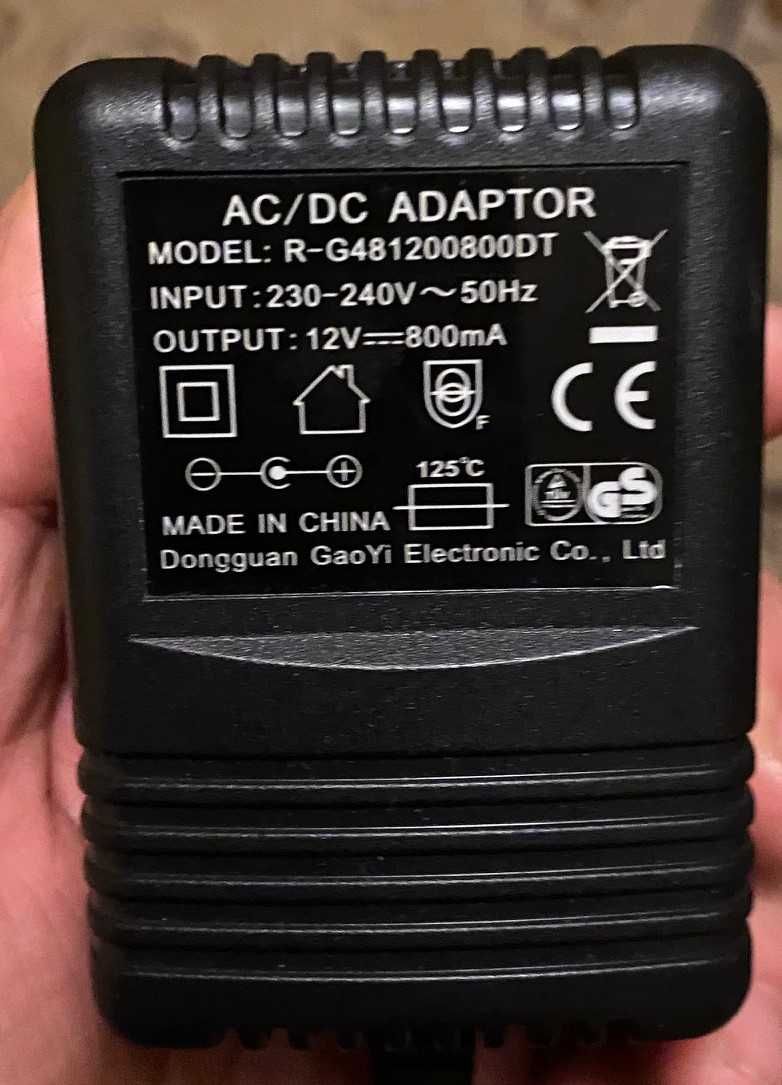 AC/DC ADAPTOR
MODEL: R-G481200800DT
INPUT: 230-240V~50Hz
OUTPUT: 12V⎓800mA
F
CE
125℃
GS
MADE IN CHINA
Dongguan GaoYi Electronic Co., Ltd